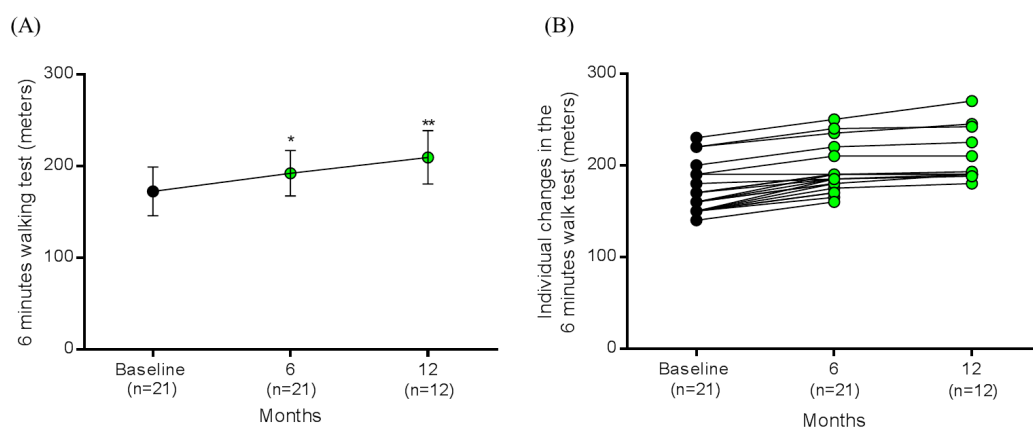 (A)
6 minutes walking test (meters)
300
200
100
0
*
**
Baseline
(n=21)
6
(n=21)
12
(n=12)
Months
(B)
Individual changes in the
6 minutes walk test (meters)
300
200
100
0
Baseline
(n=21)
6
(n=21)
12
(n=12)
Months